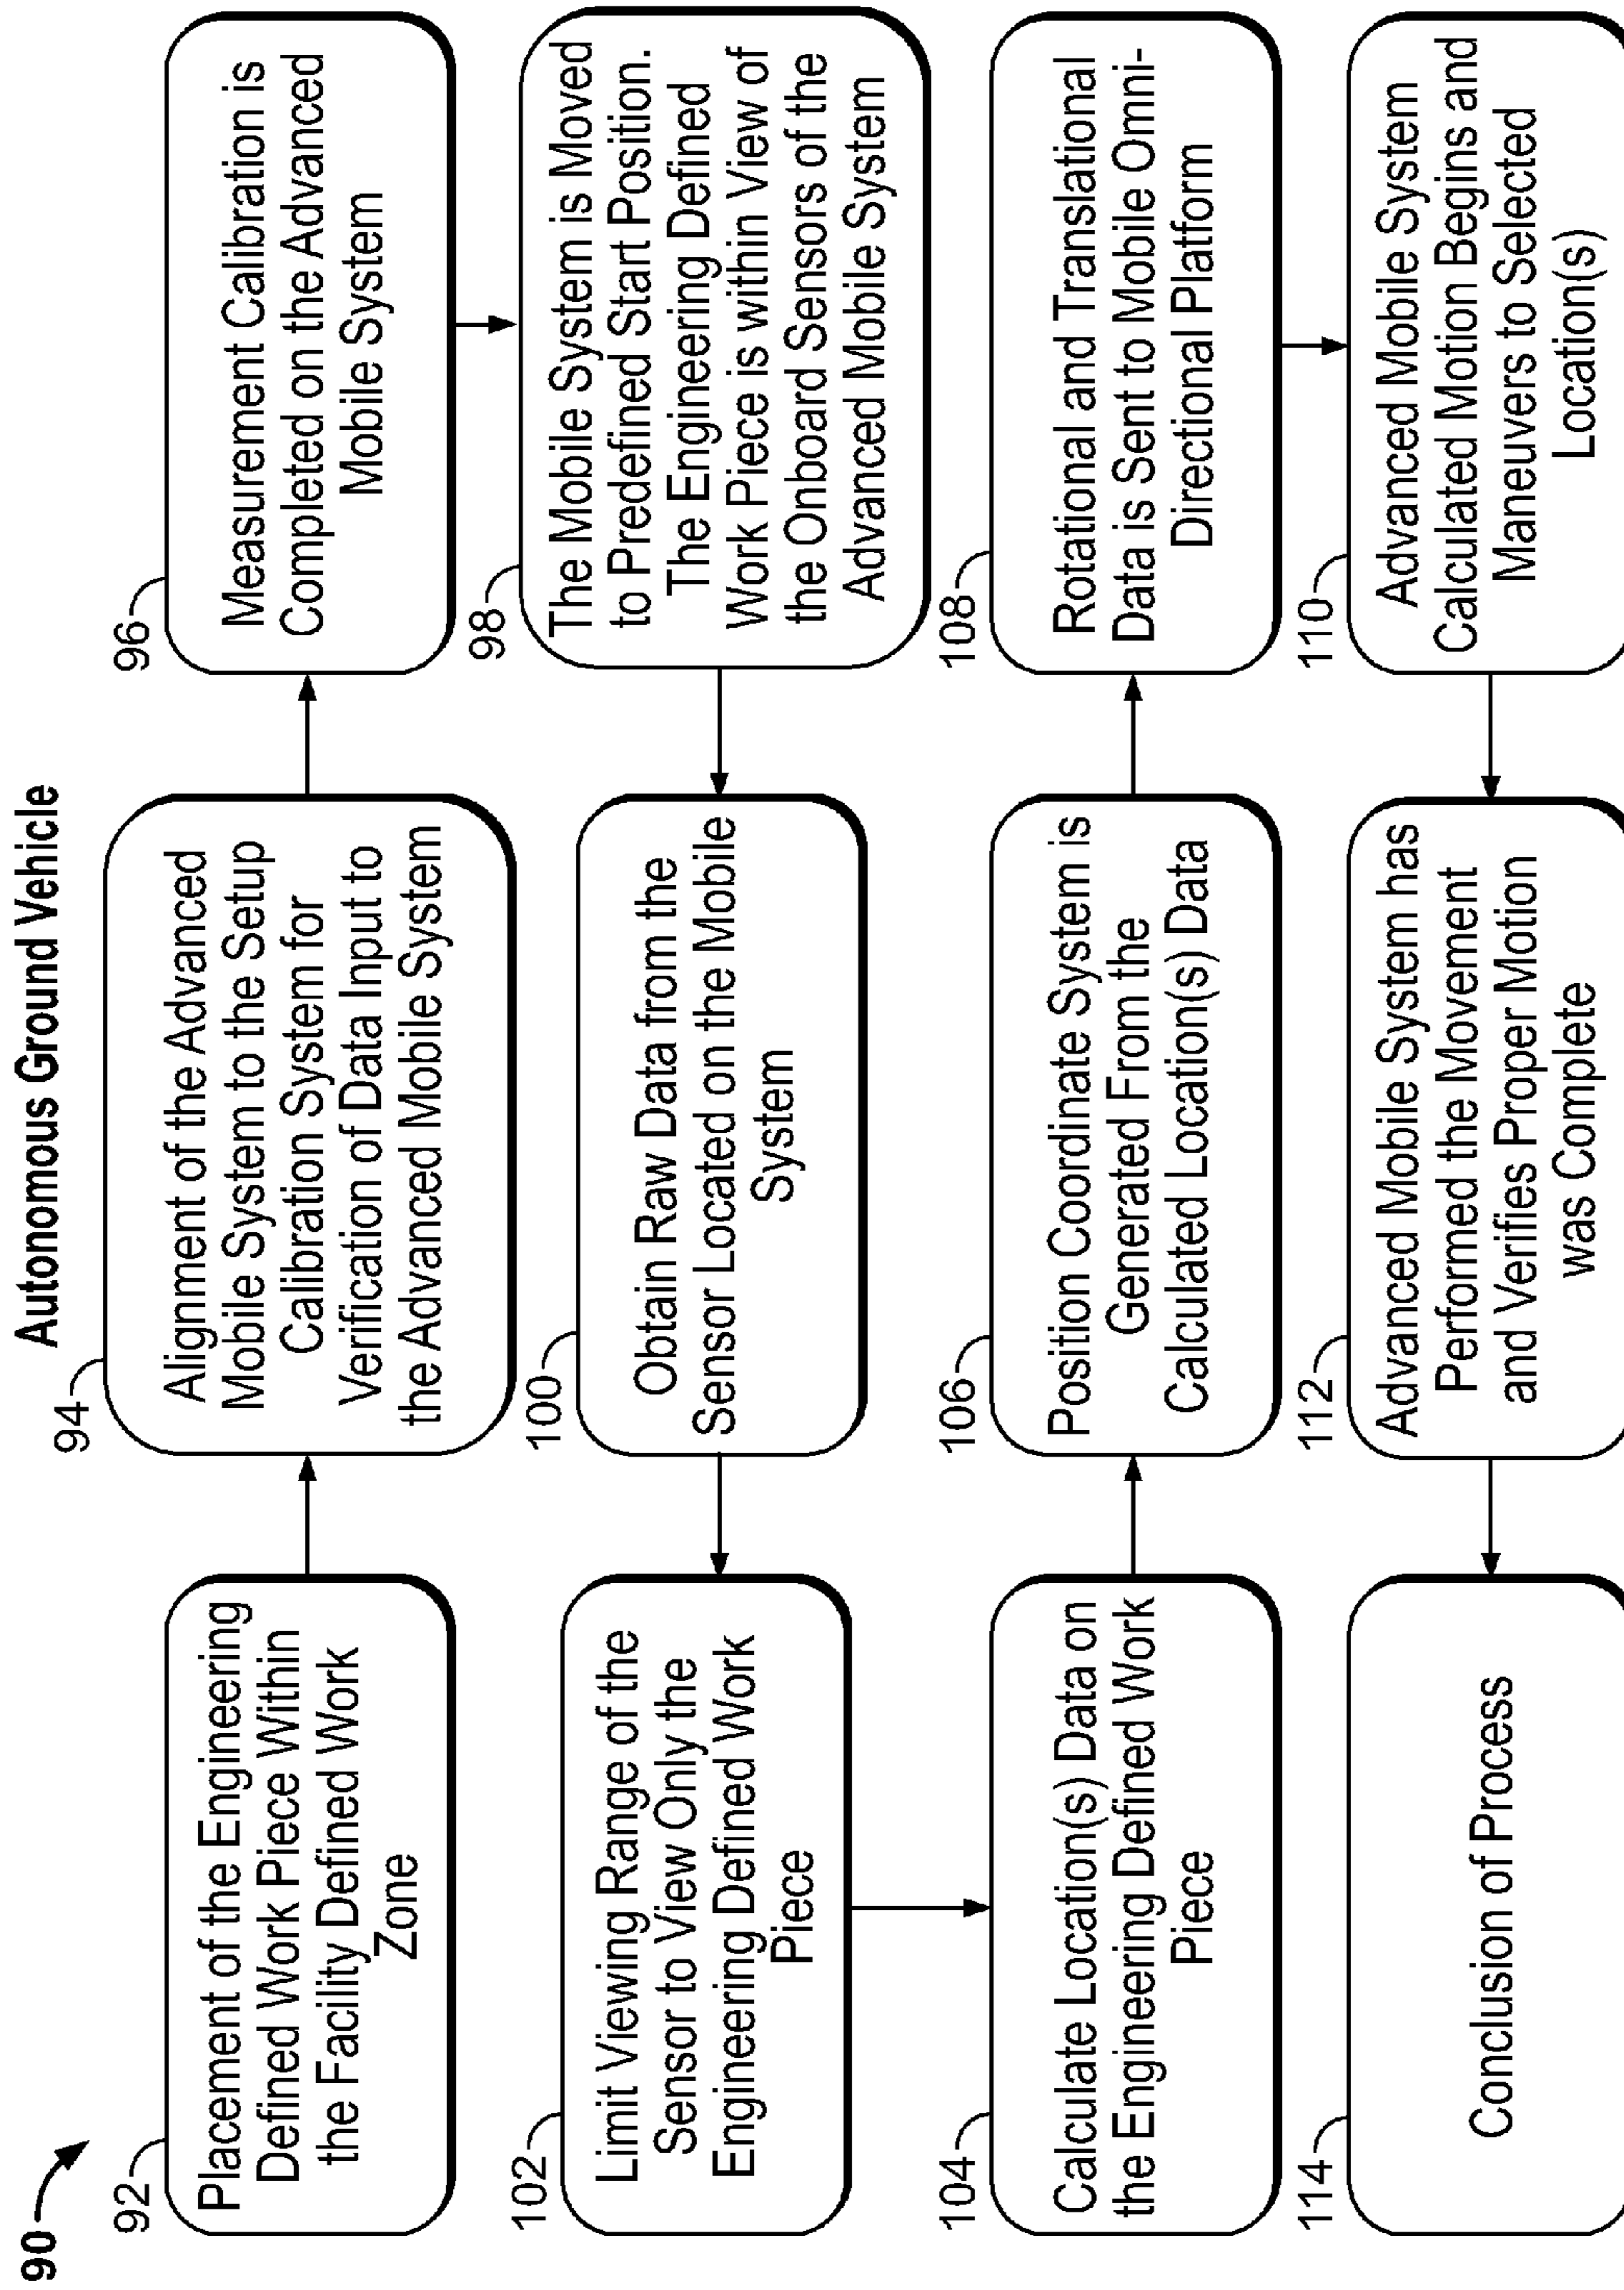 Autonomous Ground Vehicle
90
92
Placement of the Engineering
Defined Work Piece Within
the Facility Defined Work
Zone
94
Alignment of the Advanced
Mobile System to the Setup
Calibration System for
Verification of Data Input to
the Advanced Mobile System
96
Measurement Calibration is
Completed on the Advanced
Mobile System
98
The Mobile System is Moved
to Predefined Start Position.
The Engineering Defined
Work Piece is within View of
the Onboard Sensors of the
Advanced Mobile System
100
Obtain Raw Data from the
Sensor Located on the Mobile
System
102
Limit Viewing Range of the
Sensor to View Only the
Engineering Defined Work
Piece
104
Calculate Location(s) Data on
the Engineering Defined Work
Piece
106
Position Coordinate System is
Generated From the
Calculated Location(s) Data
108
Rotational and Translational
Data is Sent to Mobile Omni-
Directional Platform
110
Advanced Mobile System
Calculated Motion Begins and
Maneuvers to Selected
Location(s)
112
Advanced Mobile System has
Performed the Movement
and Verifies Proper Motion
was Complete
114
Conclusion of Process